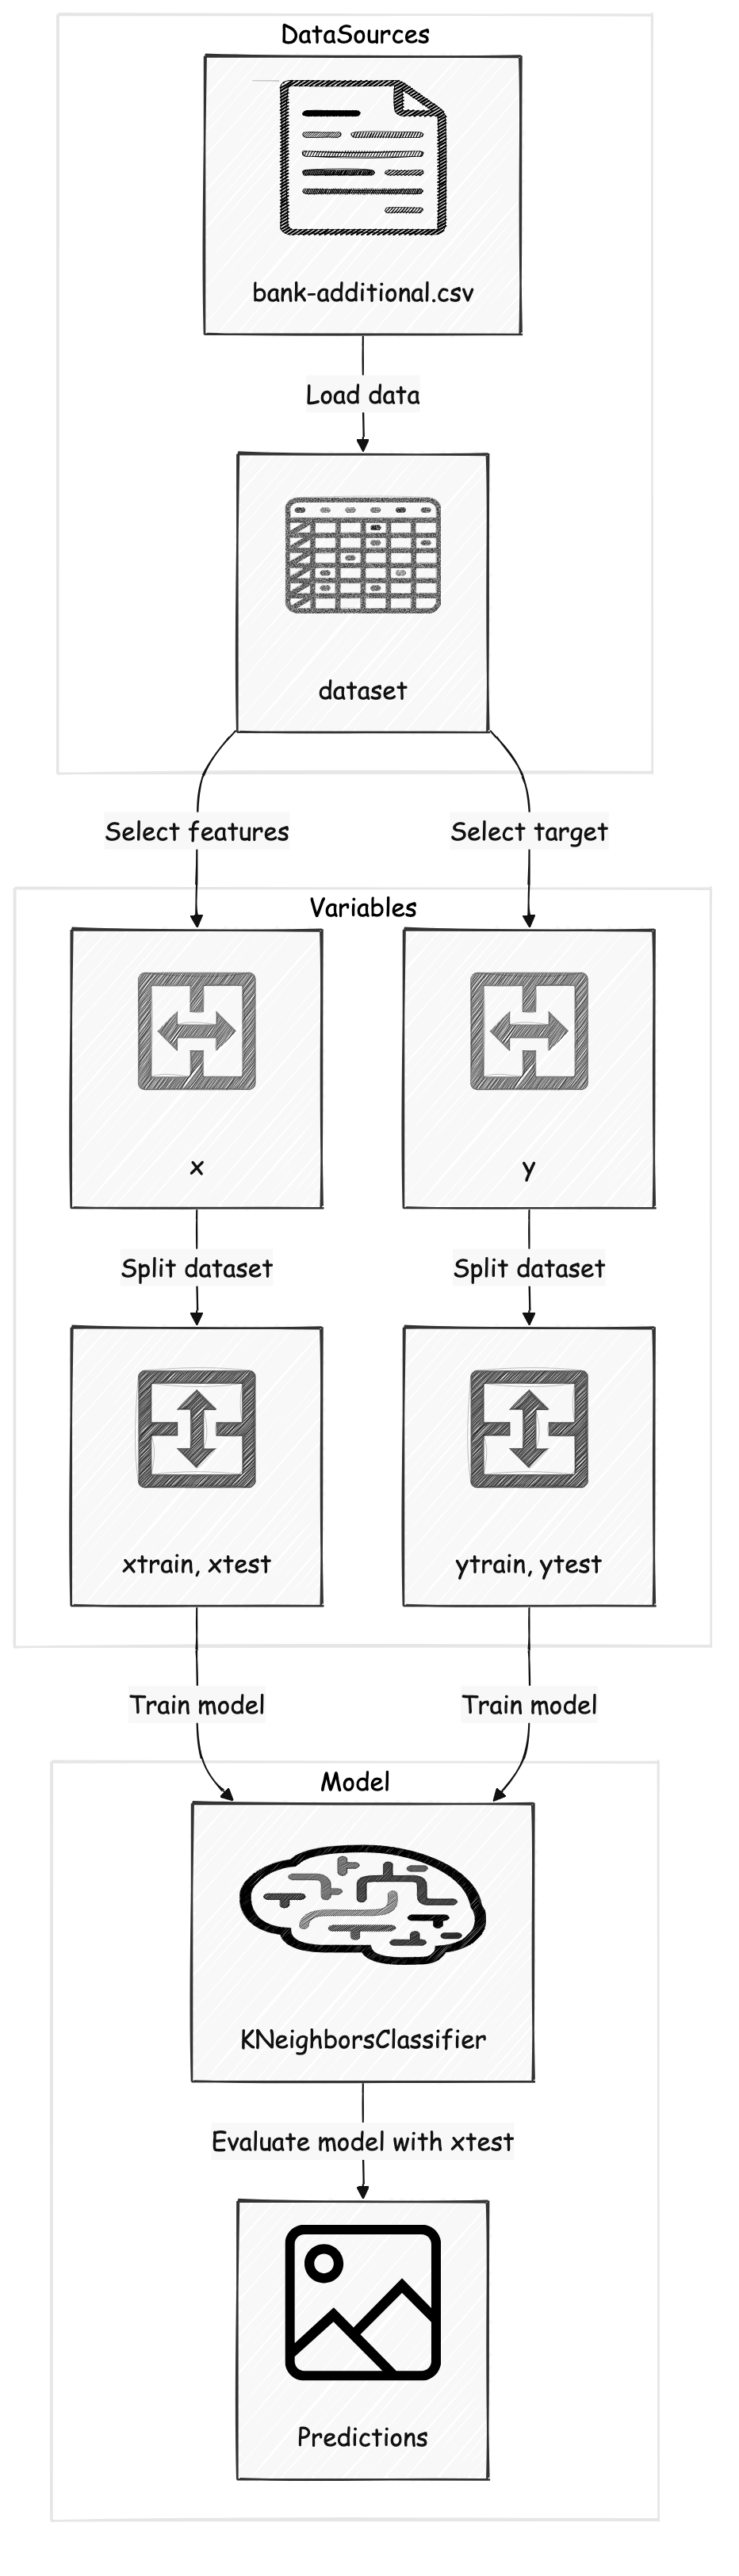 DataSources
bank-additional.csv
Load data
dataset
Select features
Select target
Variables
x
y
Split dataset
Split dataset
xtrain, xtest
ytrain, ytest
Train model
Train model
Model
KNeighborsClassifier
Evaluate model with xtest
Predictions